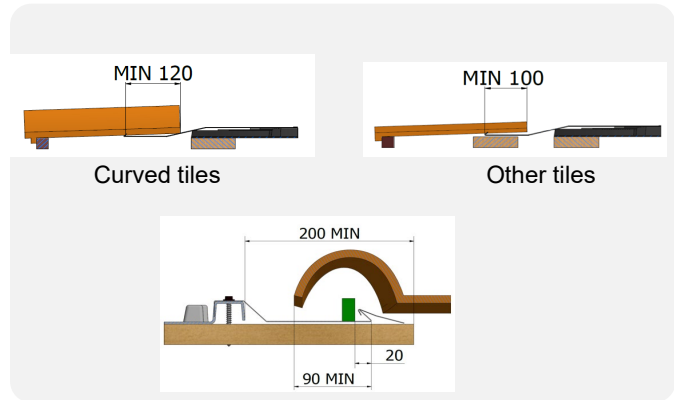 MIN 120
MIN 100
Curved tiles
Other tiles
200 MIN
20
90 MIN